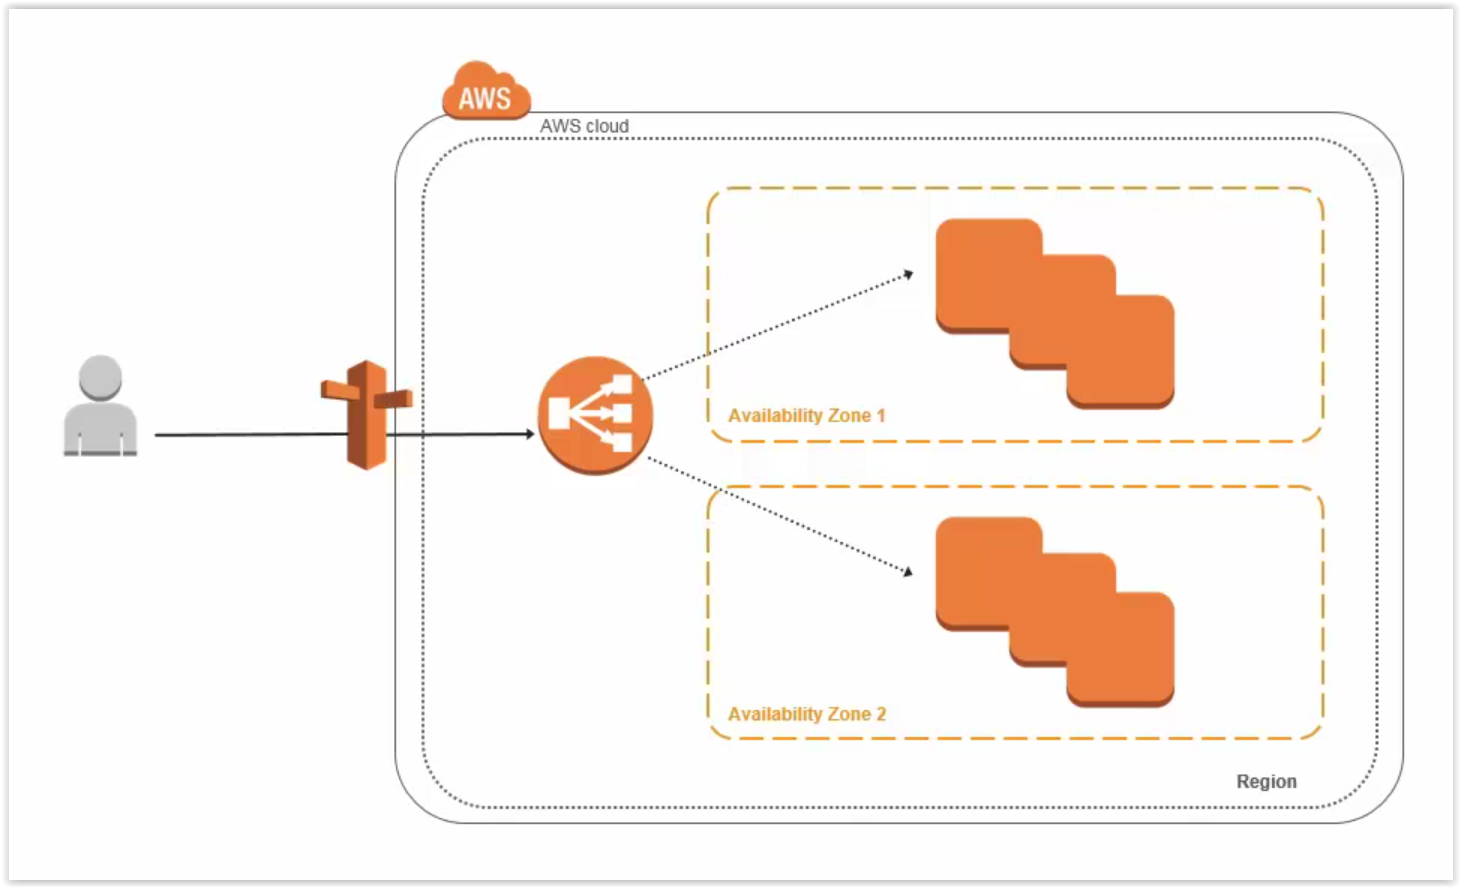 AWS
AWS cloud
Availability Zone 1
Availability Zone 2
Region